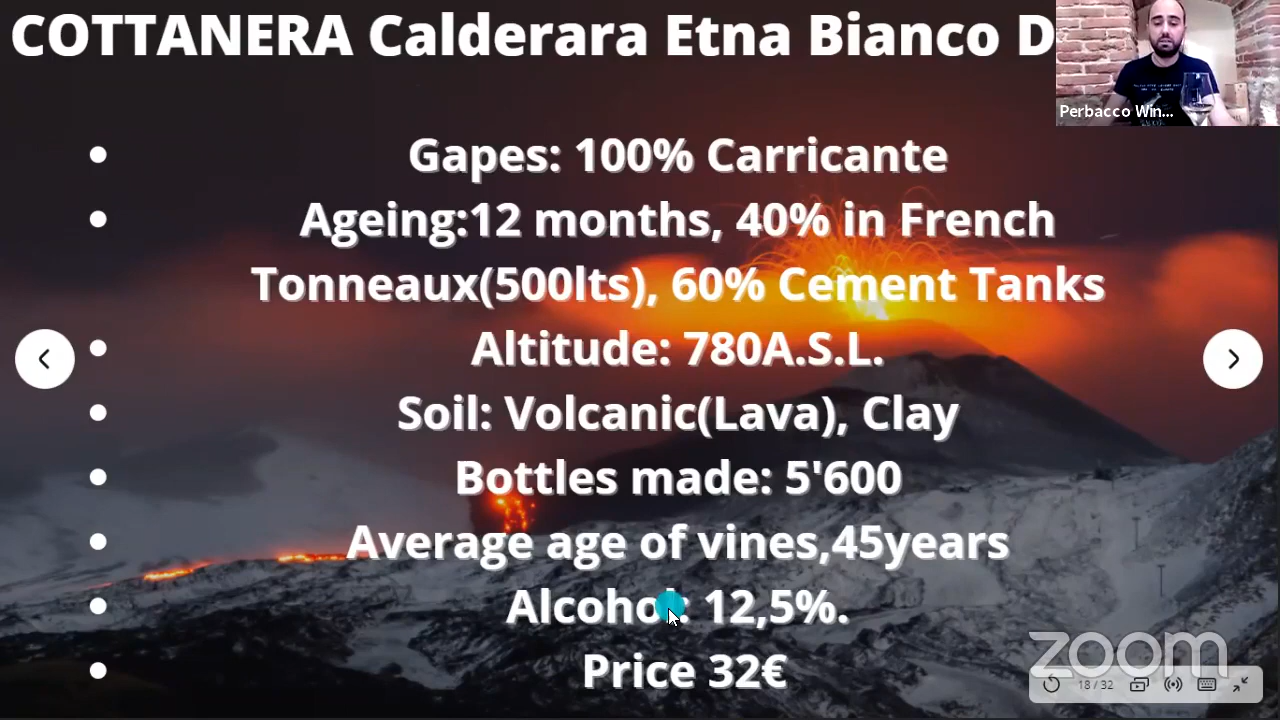 COTTANERA Calderara Etna Bianco D
Perbacco Win...
Gapes: 100% Carricante
Ageing:12 months, 40% in French
Tonneaux(500lts), 60% Cement Tanks
Altitude: 780A.S.L.
Soil: Volcanic(Lava), Clay
Bottles made: 5'600
Average age of vines,45years
Alcohol: 12,5%.
Price 32€
zoom
18 / 32